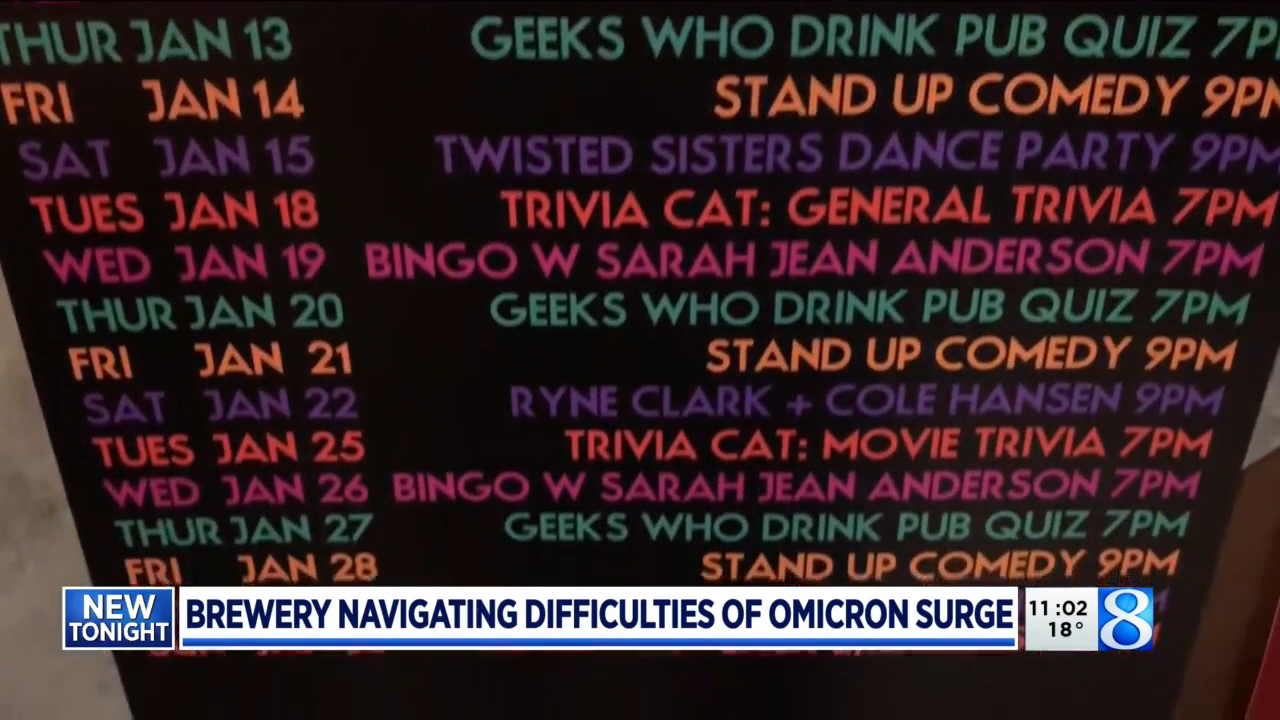 THUR JAN 13 GEEKS WHO DRINK PUB QUIZ 7P
FRI JAN 14 STAND UP COMEDY 9PM
SAT JAN 15 TWISTED SISTERS DANCE PARTY 9PM
TUES JAN 18 TRIVIA CAT: GENERAL TRIVIA 7PM
WED JAN 19 BINGO W SARAH JEAN ANDERSON 7PM
THUR JAN 20 GEEKS WHO DRINK PUB QUIZ 7PM
FRI JAN 21 STAND UP COMEDY 9PM
SAT JAN 22 RYNE CLARK + COLE HANSEN 9PM
TUES JAN 25 TRIVIA CAT: MOVIE TRIVIA 7PM
WED JAN 26 BINGO W SARAH JEAN ANDERSON 7PM
THUR JAN 27 GEEKS WHO DRINK PUB QUIZ 7PM
FRI JAN 28 STAND UP COMEDY 9PM
NEW TONIGHT
BREWERY NAVIGATING DIFFICULTIES OF OMICRON SURGE
11:02
18°
8